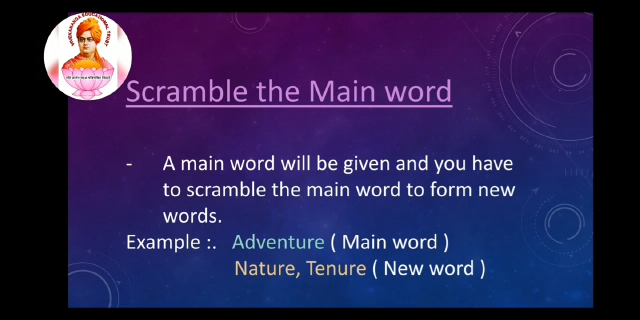 Scramble the Main word
- A main word will be given and you have
to scramble the main word to form new
words.
Example :. Adventure ( Main word )
Nature, Tenure ( New word )